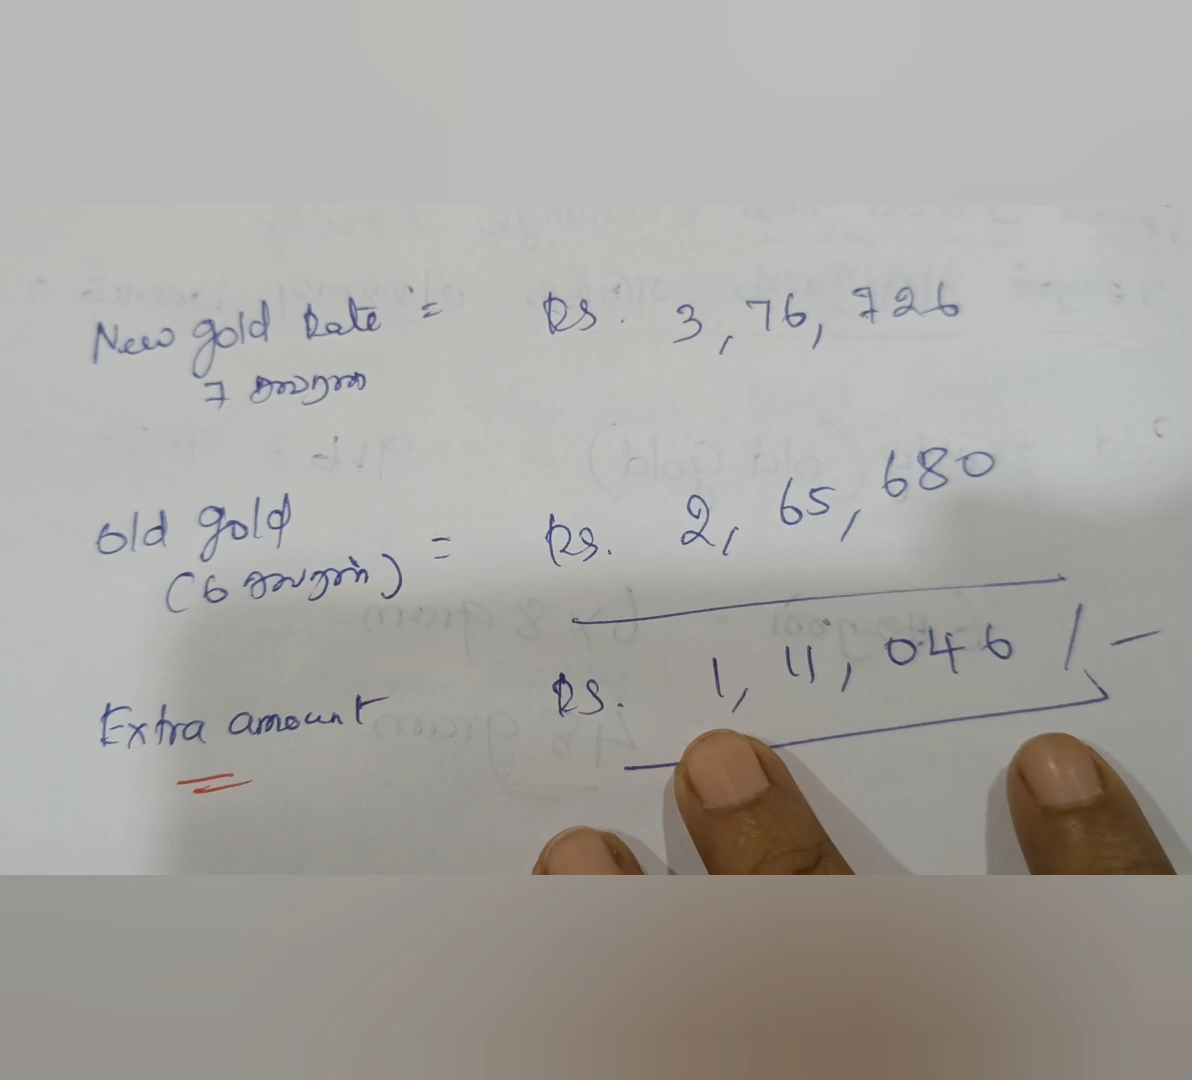 New gold Rate = Rs. 3,76,726
7 சவரன்
old gold
(6 சவரன்) = Rs. 2,65,680
Extra amount Rs. 1,11,046/-